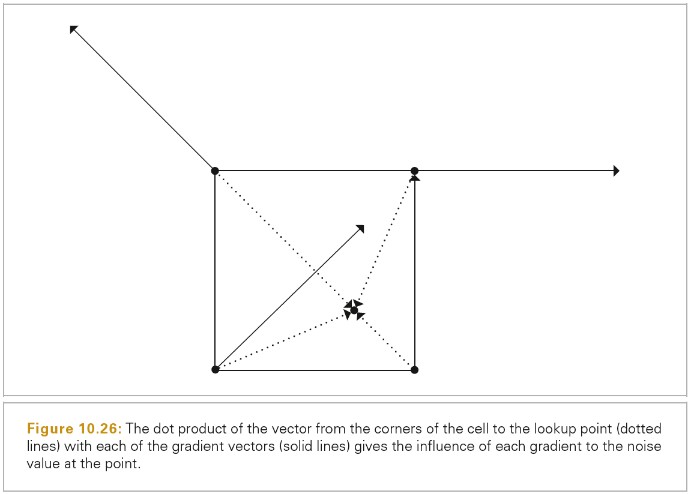 Figure 10.26: The dot product of the vector from the corners of the cell to the lookup point (dotted
lines) with each of the gradient vectors (solid lines) gives the influence of each gradient to the noise
value at the point.